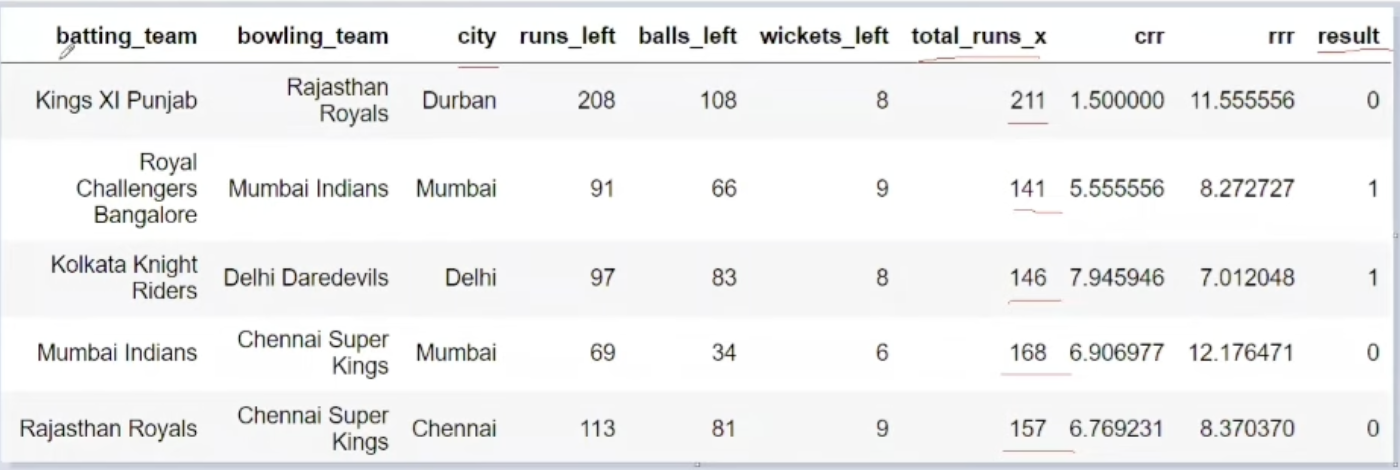 batting_team bowling_team city runs_left balls_left wickets_left total_runs_x crr rrr result
Kings XI Punjab Rajasthan Royals Durban 208 108 8 211 1.500000 11.555556 0
Royal Challengers Bangalore Mumbai Indians Mumbai 91 66 9 141 5.555556 8.272727 1
Kolkata Knight Riders Delhi Daredevils Delhi 97 83 8 146 7.945946 7.012048 1
Mumbai Indians Chennai Super Kings Mumbai 69 34 6 168 6.906977 12.176471 0
Rajasthan Royals Chennai Super Kings Chennai 113 81 9 157 6.769231 8.370370 0